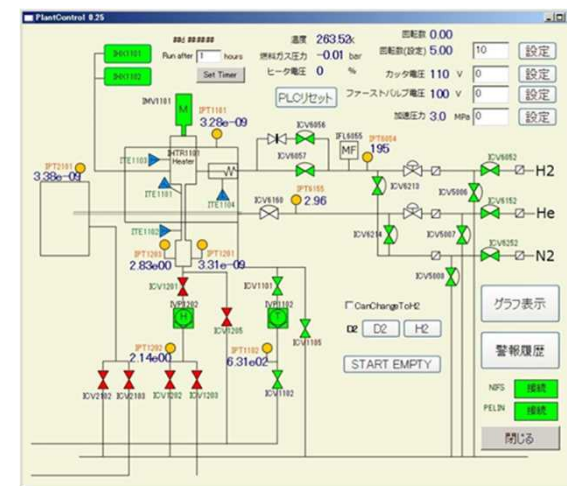 PlantControl 0.25
温度 263.52k
回転数 0.00
Run after 1 hours
燃料ガス圧力 -0.01 bar
回転数(設定) 5.00 10 設定
Set Timer
ヒータ電圧 0 %
カッタ電圧 110 V 0 設定
PLCリセット
ファーストバルブ電圧 100 V 0 設定
加速圧力 3.0 MPa 0 設定
IHX1101
IHX1102
IMV1101
M
IPT1101
3.28e-09
ICV6056
IFL6055
MF
IPT6054
195
ICV6057
ICV6052
H2
IPT2101
3.38e-09
ITE1103
IHTR1101
Heater
ITE1101
ITE1104
ICV6213
ICV5006
ICV6160
IPT6155
2.96
ICV6152
He
ITE1102
ICV6214
ICV5007
ICV6252
N2
IPT1203
2.83e00
IPT1201
3.31e-09
ICV5008
ICV1201
ICV1101
IVP1202
IVP1102
ICV1205
ICV1105
CanChangeToH2
D2 D2 H2
グラフ表示
IPT1202
2.14e00
IPT1102
6.31e02
START EMPTY
警報履歴
ICV2102 ICV2103 ICV1202 ICV1203
ICV1102
NIFS 接続
PELIN 接続
閉じる